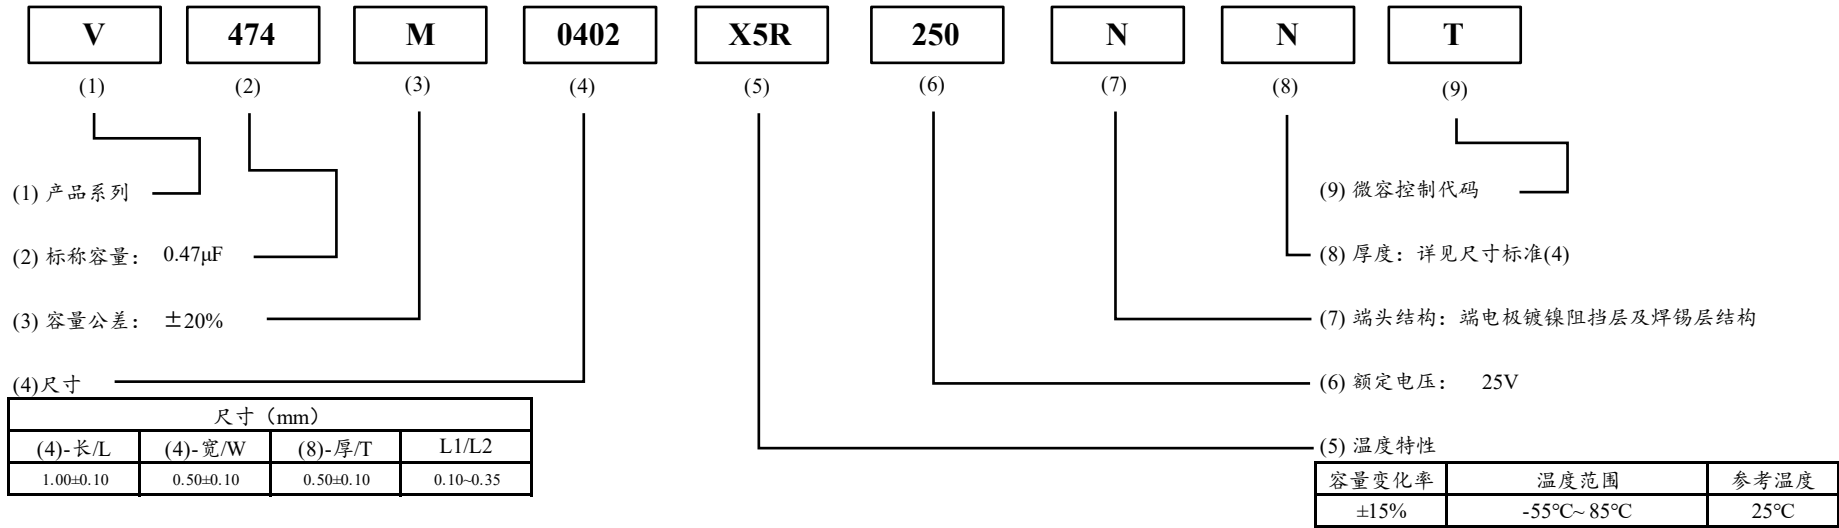 V 474 M 0402 X5R 250 N N T
(1) (2) (3) (4) (5) (6) (7) (8) (9)
(1) 产品系列
(2) 标称容量： 0.47μF
(3) 容量公差： ±20%
(4)尺寸
尺寸（mm）
(4)-长/L (4)-宽/W (8)-厚/T L1/L2
1.00±0.10 0.50±0.10 0.50±0.10 0.10~0.35
(9) 微容控制代码
(8) 厚度：详见尺寸标准(4)
(7) 端头结构：端电极镀镍阻挡层及焊锡层结构
(6) 额定电压： 25V
(5) 温度特性
容量变化率 温度范围 参考温度
±15% -55℃~ 85℃ 25℃